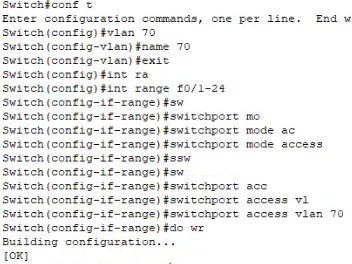 Switch#conf t
Enter configuration commands, one per line.  End w
Switch(config)#vlan 70
Switch(config-vlan)#name 70
Switch(config-vlan)#exit
Switch(config)#int ra
Switch(config)#int range f0/1-24
Switch(config-if-range)#sw
Switch(config-if-range)#switchport mo
Switch(config-if-range)#switchport mode ac
Switch(config-if-range)#switchport mode access
Switch(config-if-range)#ssw
Switch(config-if-range)#sw
Switch(config-if-range)#switchport acc
Switch(config-if-range)#switchport access vl
Switch(config-if-range)#switchport access vlan 70
Switch(config-if-range)#do wr
Building configuration...
[OK]